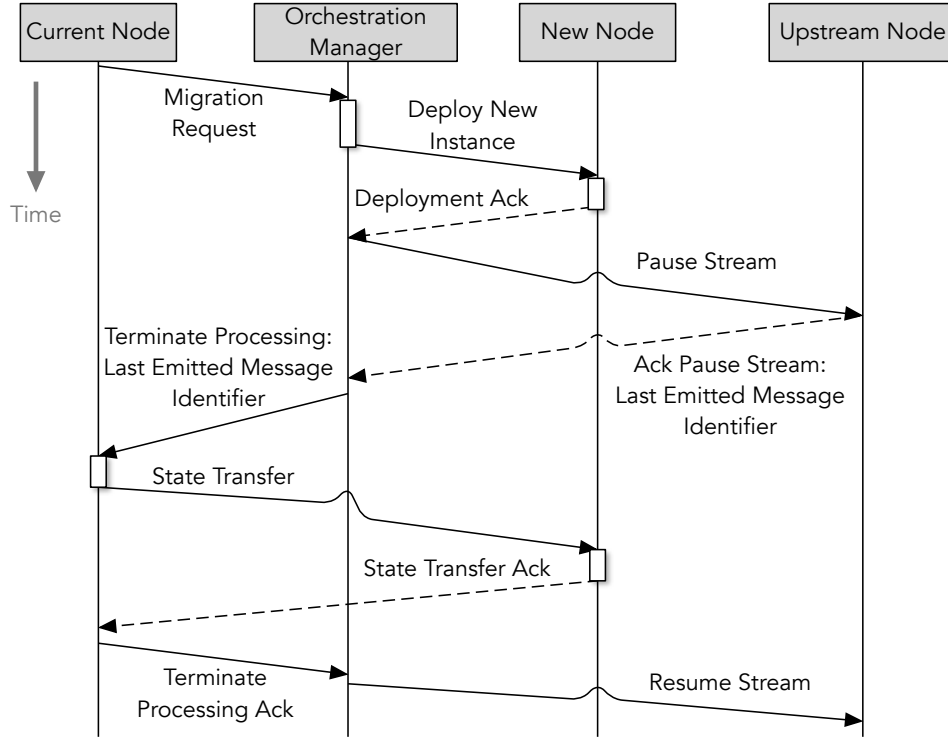 Current Node
Orchestration
Manager
New Node
Upstream Node
Migration
Request
Deploy New
Instance
Time
Deployment Ack
Pause Stream
Terminate Processing:
Last Emitted Message
Identifier
Ack Pause Stream:
Last Emitted Message
Identifier
State Transfer
State Transfer Ack
Terminate
Processing Ack
Resume Stream